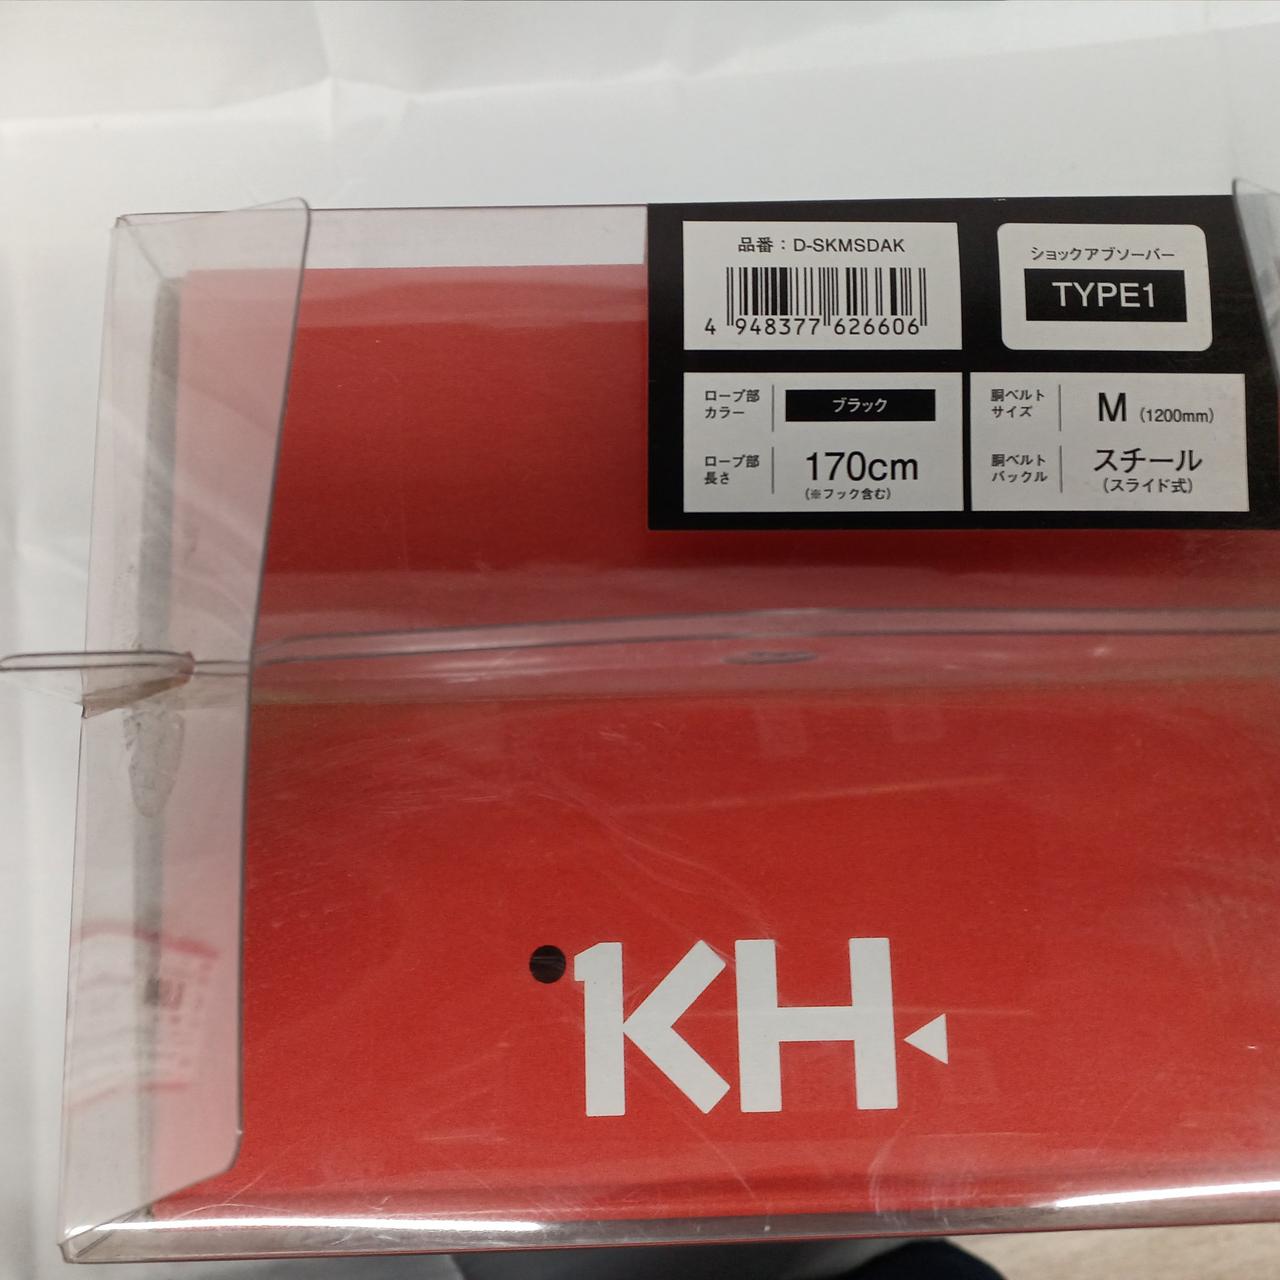 品番：D-SKMSDAK
4 948377 626606
ショックアブソーバー
TYPE1
ロープ部
カラー
ブラック
胴ベルト
サイズ
M (1200mm)
ロープ部
長さ
170cm
(※フック含む)
胴ベルト
バックル
スチール
(スライド式)
KH